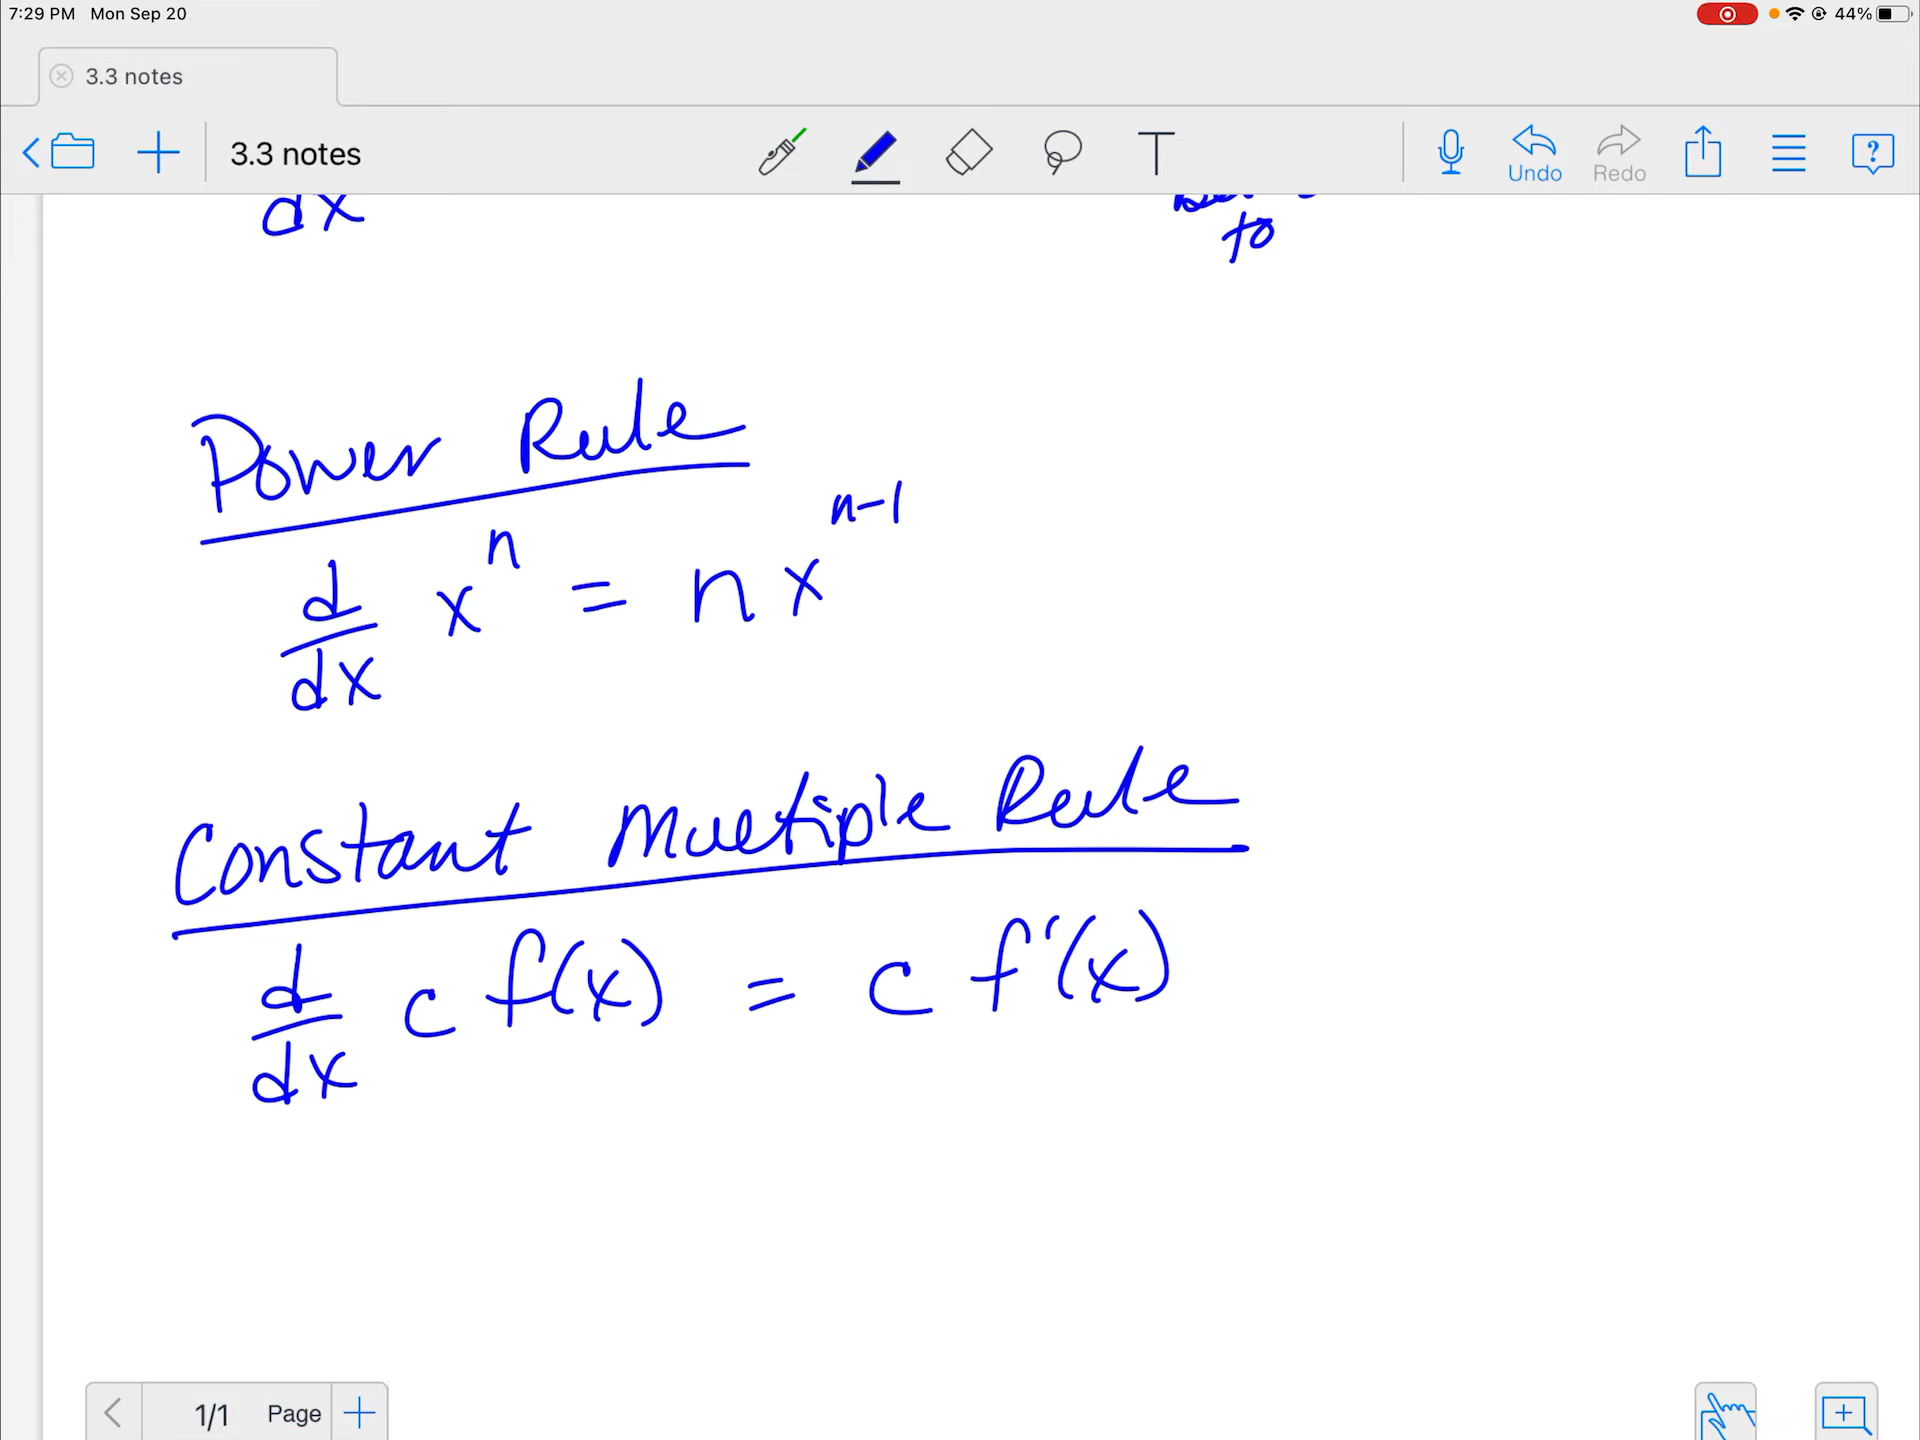 7:29 PM Mon Sep 20 44%
3.3 notes
3.3 notes Undo Redo
dx
to
Power Rule
d/dx x^n = n x^(n-1)
Constant Multiple Rule
d/dx c f(x) = c f'(x)
1/1 Page